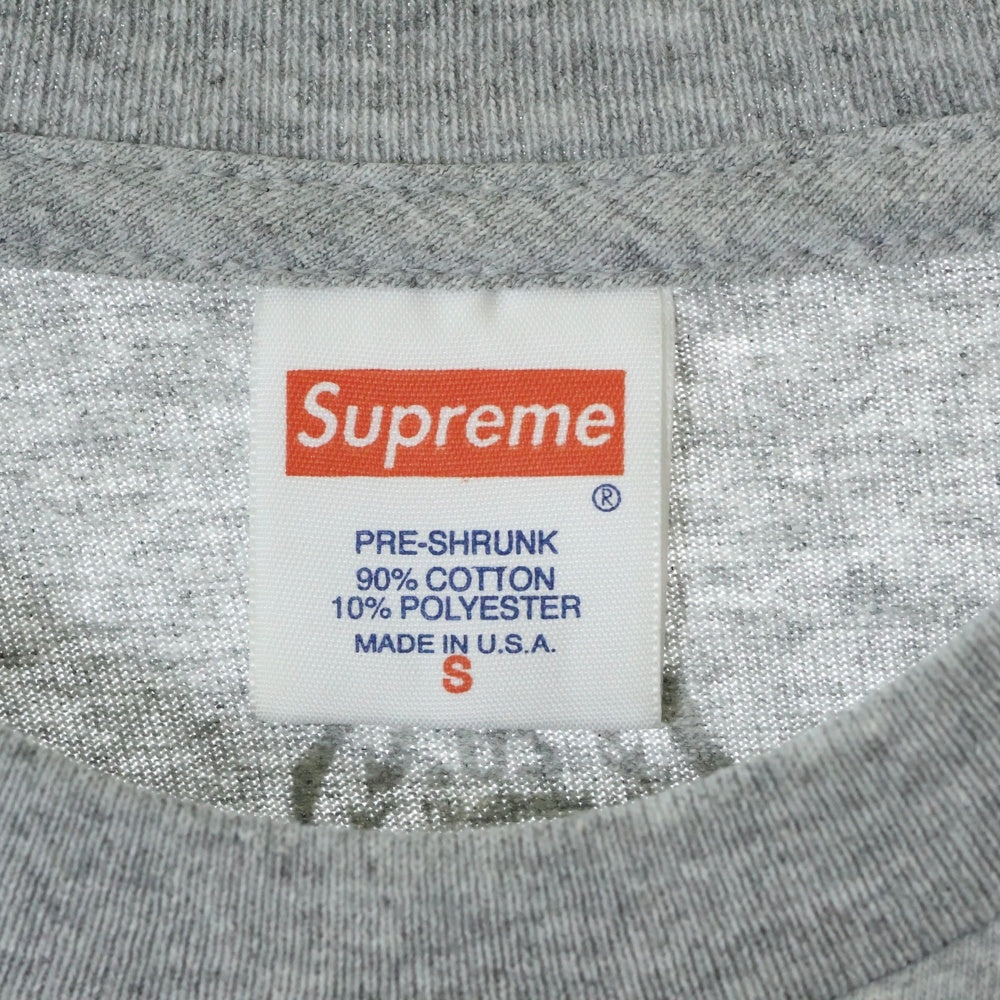 Supreme
®
PRE-SHRUNK
90% COTTON
10% POLYESTER
MADE IN U.S.A.
S